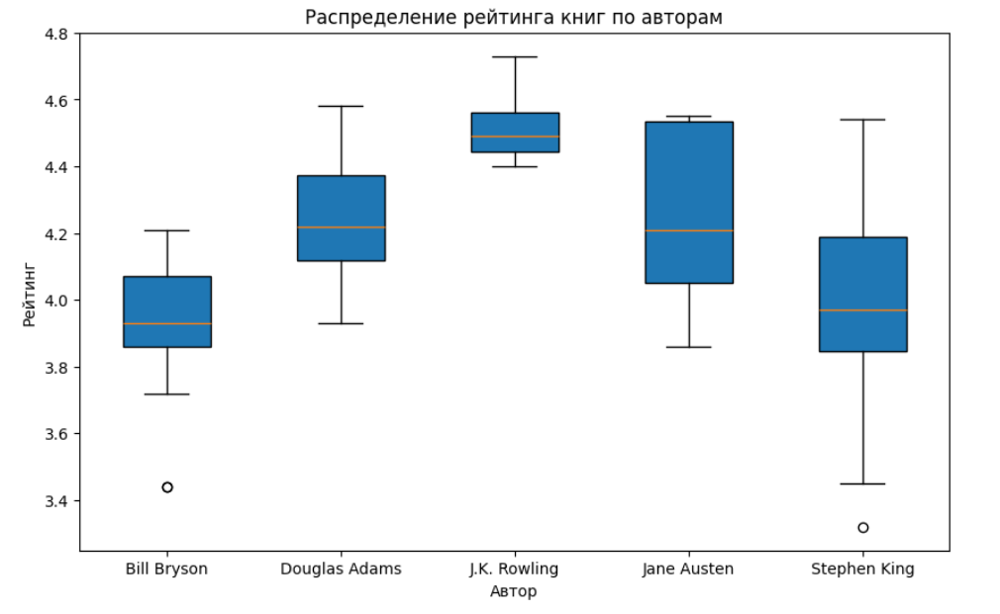 Распределение рейтинга книг по авторам
Рейтинг
4.8
4.6
4.4
4.2
4.0
3.8
3.6
3.4
Bill Bryson
Douglas Adams
J.K. Rowling
Jane Austen
Stephen King
Автор